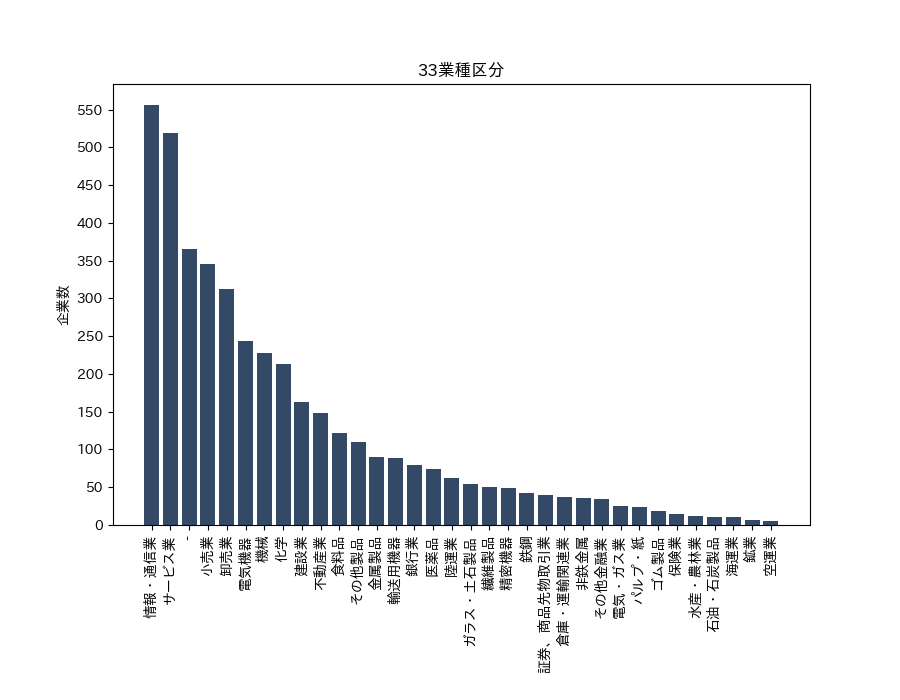 33業種区分
企業数
550
500
450
400
350
300
250
200
150
100
50
0
情報・通信業
サービス業
-
小売業
卸売業
電気機器
機械
化学
建設業
不動産業
食料品
その他製品
金属製品
輸送用機器
銀行業
医薬品
陸運業
ガラス・土石製品
繊維製品
精密機器
鉄鋼
証券、商品先物取引業
倉庫・運輸関連業
非鉄金属
その他金融業
電気・ガス業
パルプ・紙
ゴム製品
保険業
水産・農林業
石油・石炭製品
海運業
鉱業
空運業